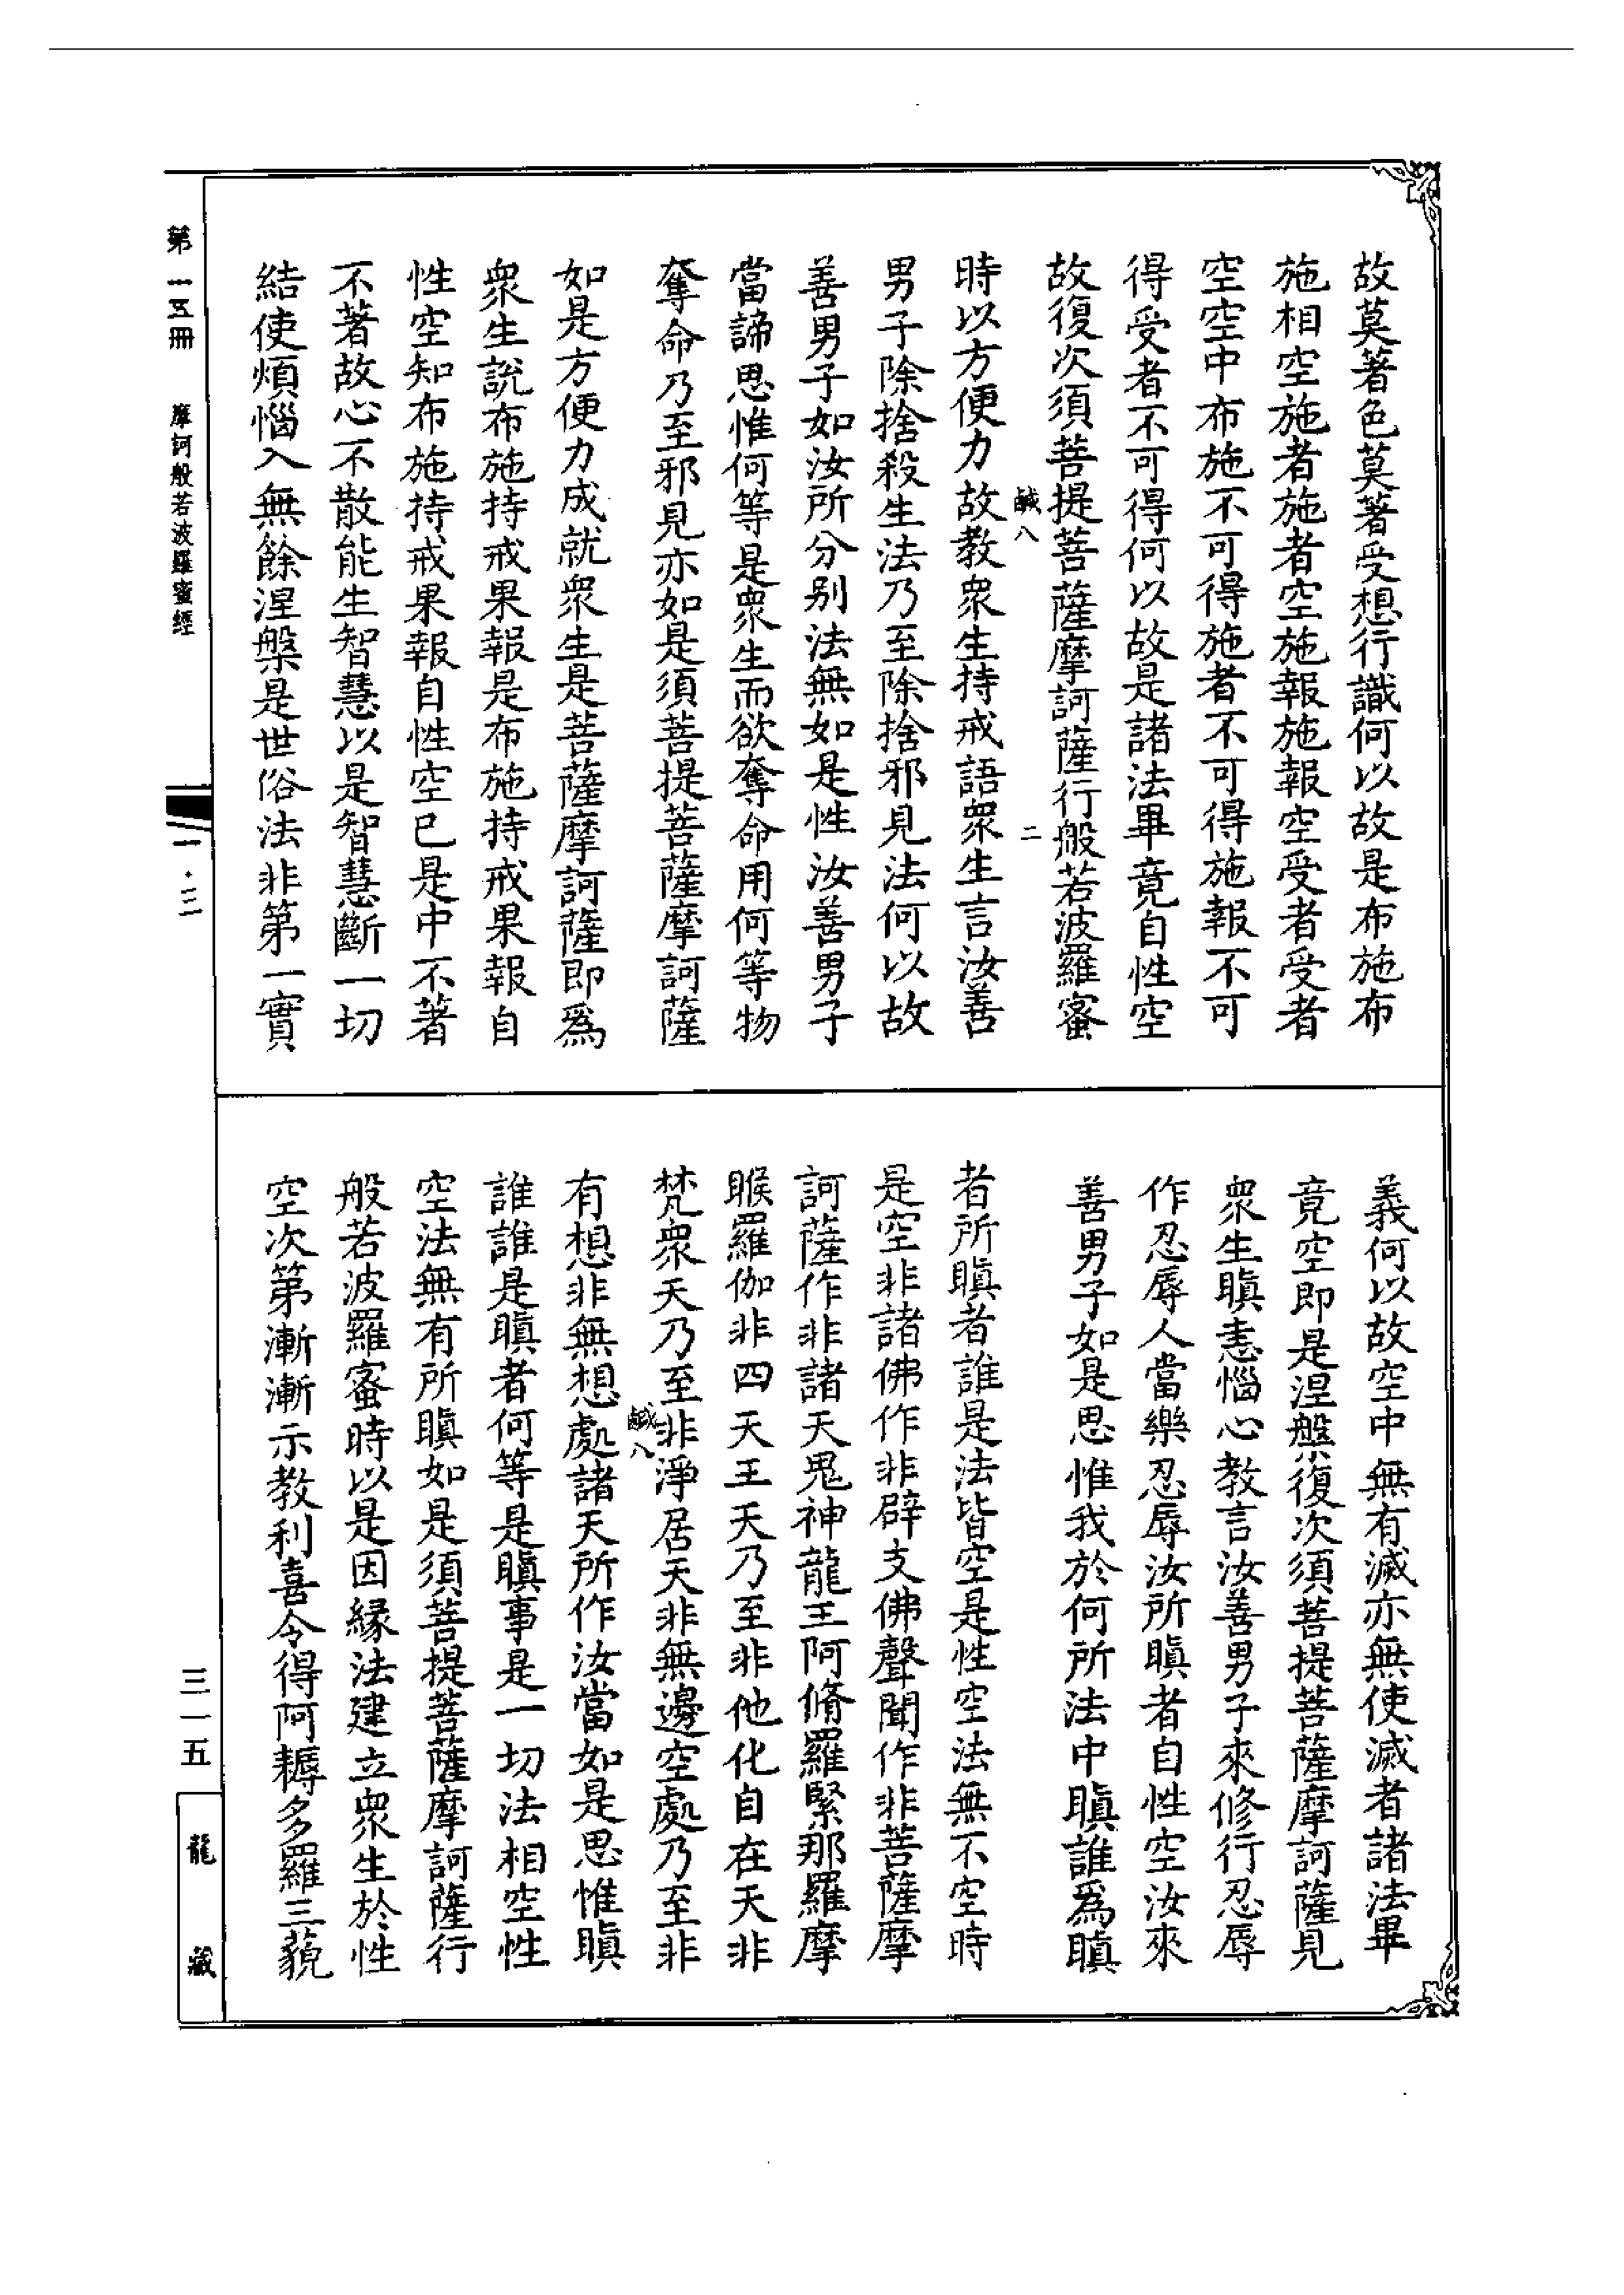 故莫著色莫著受想行識何以故是布施布
施相空施者施者空施報施報空受者受者
空空中布施不可得施者不可得施報不可
得受者不可得何以故是諸法畢竟自性空
故復次須菩提菩薩摩訶薩行般若波羅蜜
鹹八
二
時以方便力故教衆生持戒語衆生言汝善
男子除捨殺生法乃至除捨邪見法何以故
善男子如汝所分別法無如是性汝善男子
當諦思惟何等是衆生而欲奪命用何等物
奪命乃至邪見亦如是須菩提菩薩摩訶薩
如是方便力成就衆生是菩薩摩訶薩即爲
衆生說布施持戒果報是布施持戒果報自
性空知布施持戒果報自性空已是中不著
不著故心不散能生智慧以是智慧斷一切
結使煩惱入無餘涅槃是世俗法非第一實
義何以故空中無有滅亦無使滅者諸法畢
竟空即是涅槃復次須菩提菩薩摩訶薩見
衆生瞋恚惱心教言汝善男子來修行忍辱
作忍辱人當樂忍辱汝所瞋者自性空汝來
善男子如是思惟我於何所法中瞋誰爲瞋
者所瞋者誰是法皆空是性空法無不空時
是空非諸佛作非辟支佛聲聞作非菩薩摩
訶薩作非諸天鬼神龍王阿脩羅緊那羅摩
睺羅伽非四天王天乃至非他化自在天非
梵衆天乃至非淨居天非無邊空處乃至非
鹹八
有想非無想處諸天所作汝當如是思惟瞋
誰誰是瞋者何等是瞋事是一切法相空性
空法無有所瞋如是須菩提菩薩摩訶薩行
般若波羅蜜時以是因緣法建立衆生於性
空次第漸漸示教利喜令得阿耨多羅三藐
第一五冊
摩訶般若波羅蜜經
一·三
三一五
龍藏